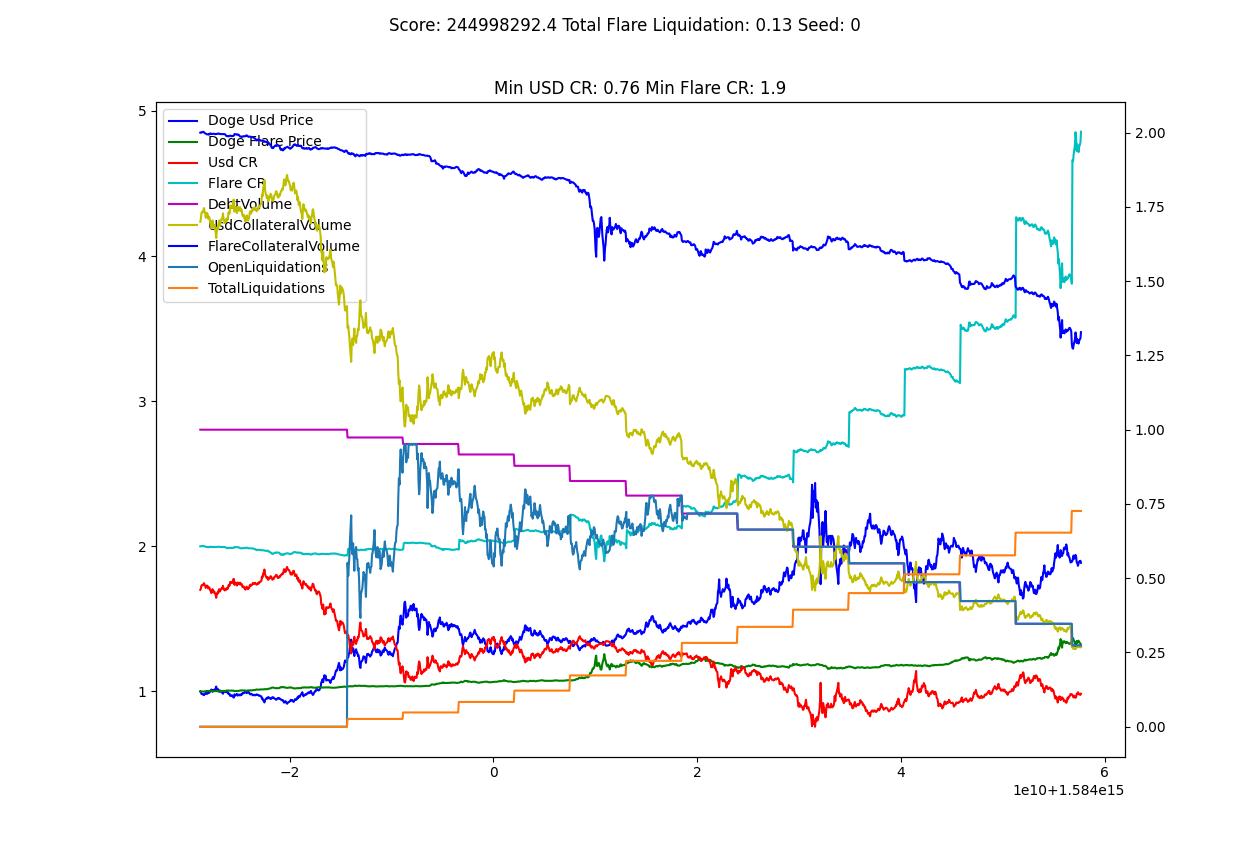 Score: 244998292.4 Total Flare Liquidation: 0.13 Seed: 0
Min USD CR: 0.76 Min Flare CR: 1.9
Doge Usd Price
Doge Flare Price
Usd CR
Flare CR
DebtVolume
UsdCollateralVolume
FlareCollateralVolume
OpenLiquidations
TotalLiquidations
5
4
3
2
1
2.00
1.75
1.50
1.25
1.00
0.75
0.50
0.25
0.00
−2
0
2
4
6
1e10+1.584e15